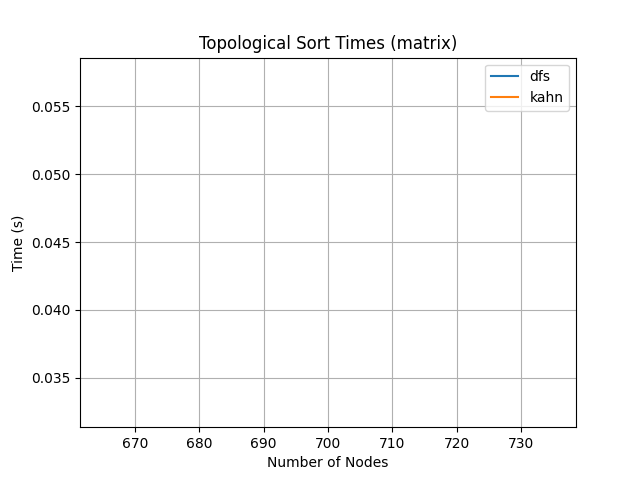 Topological Sort Times (matrix)
dfs
kahn
0.055
0.050
0.045
0.040
0.035
Time (s)
670 680 690 700 710 720 730
Number of Nodes